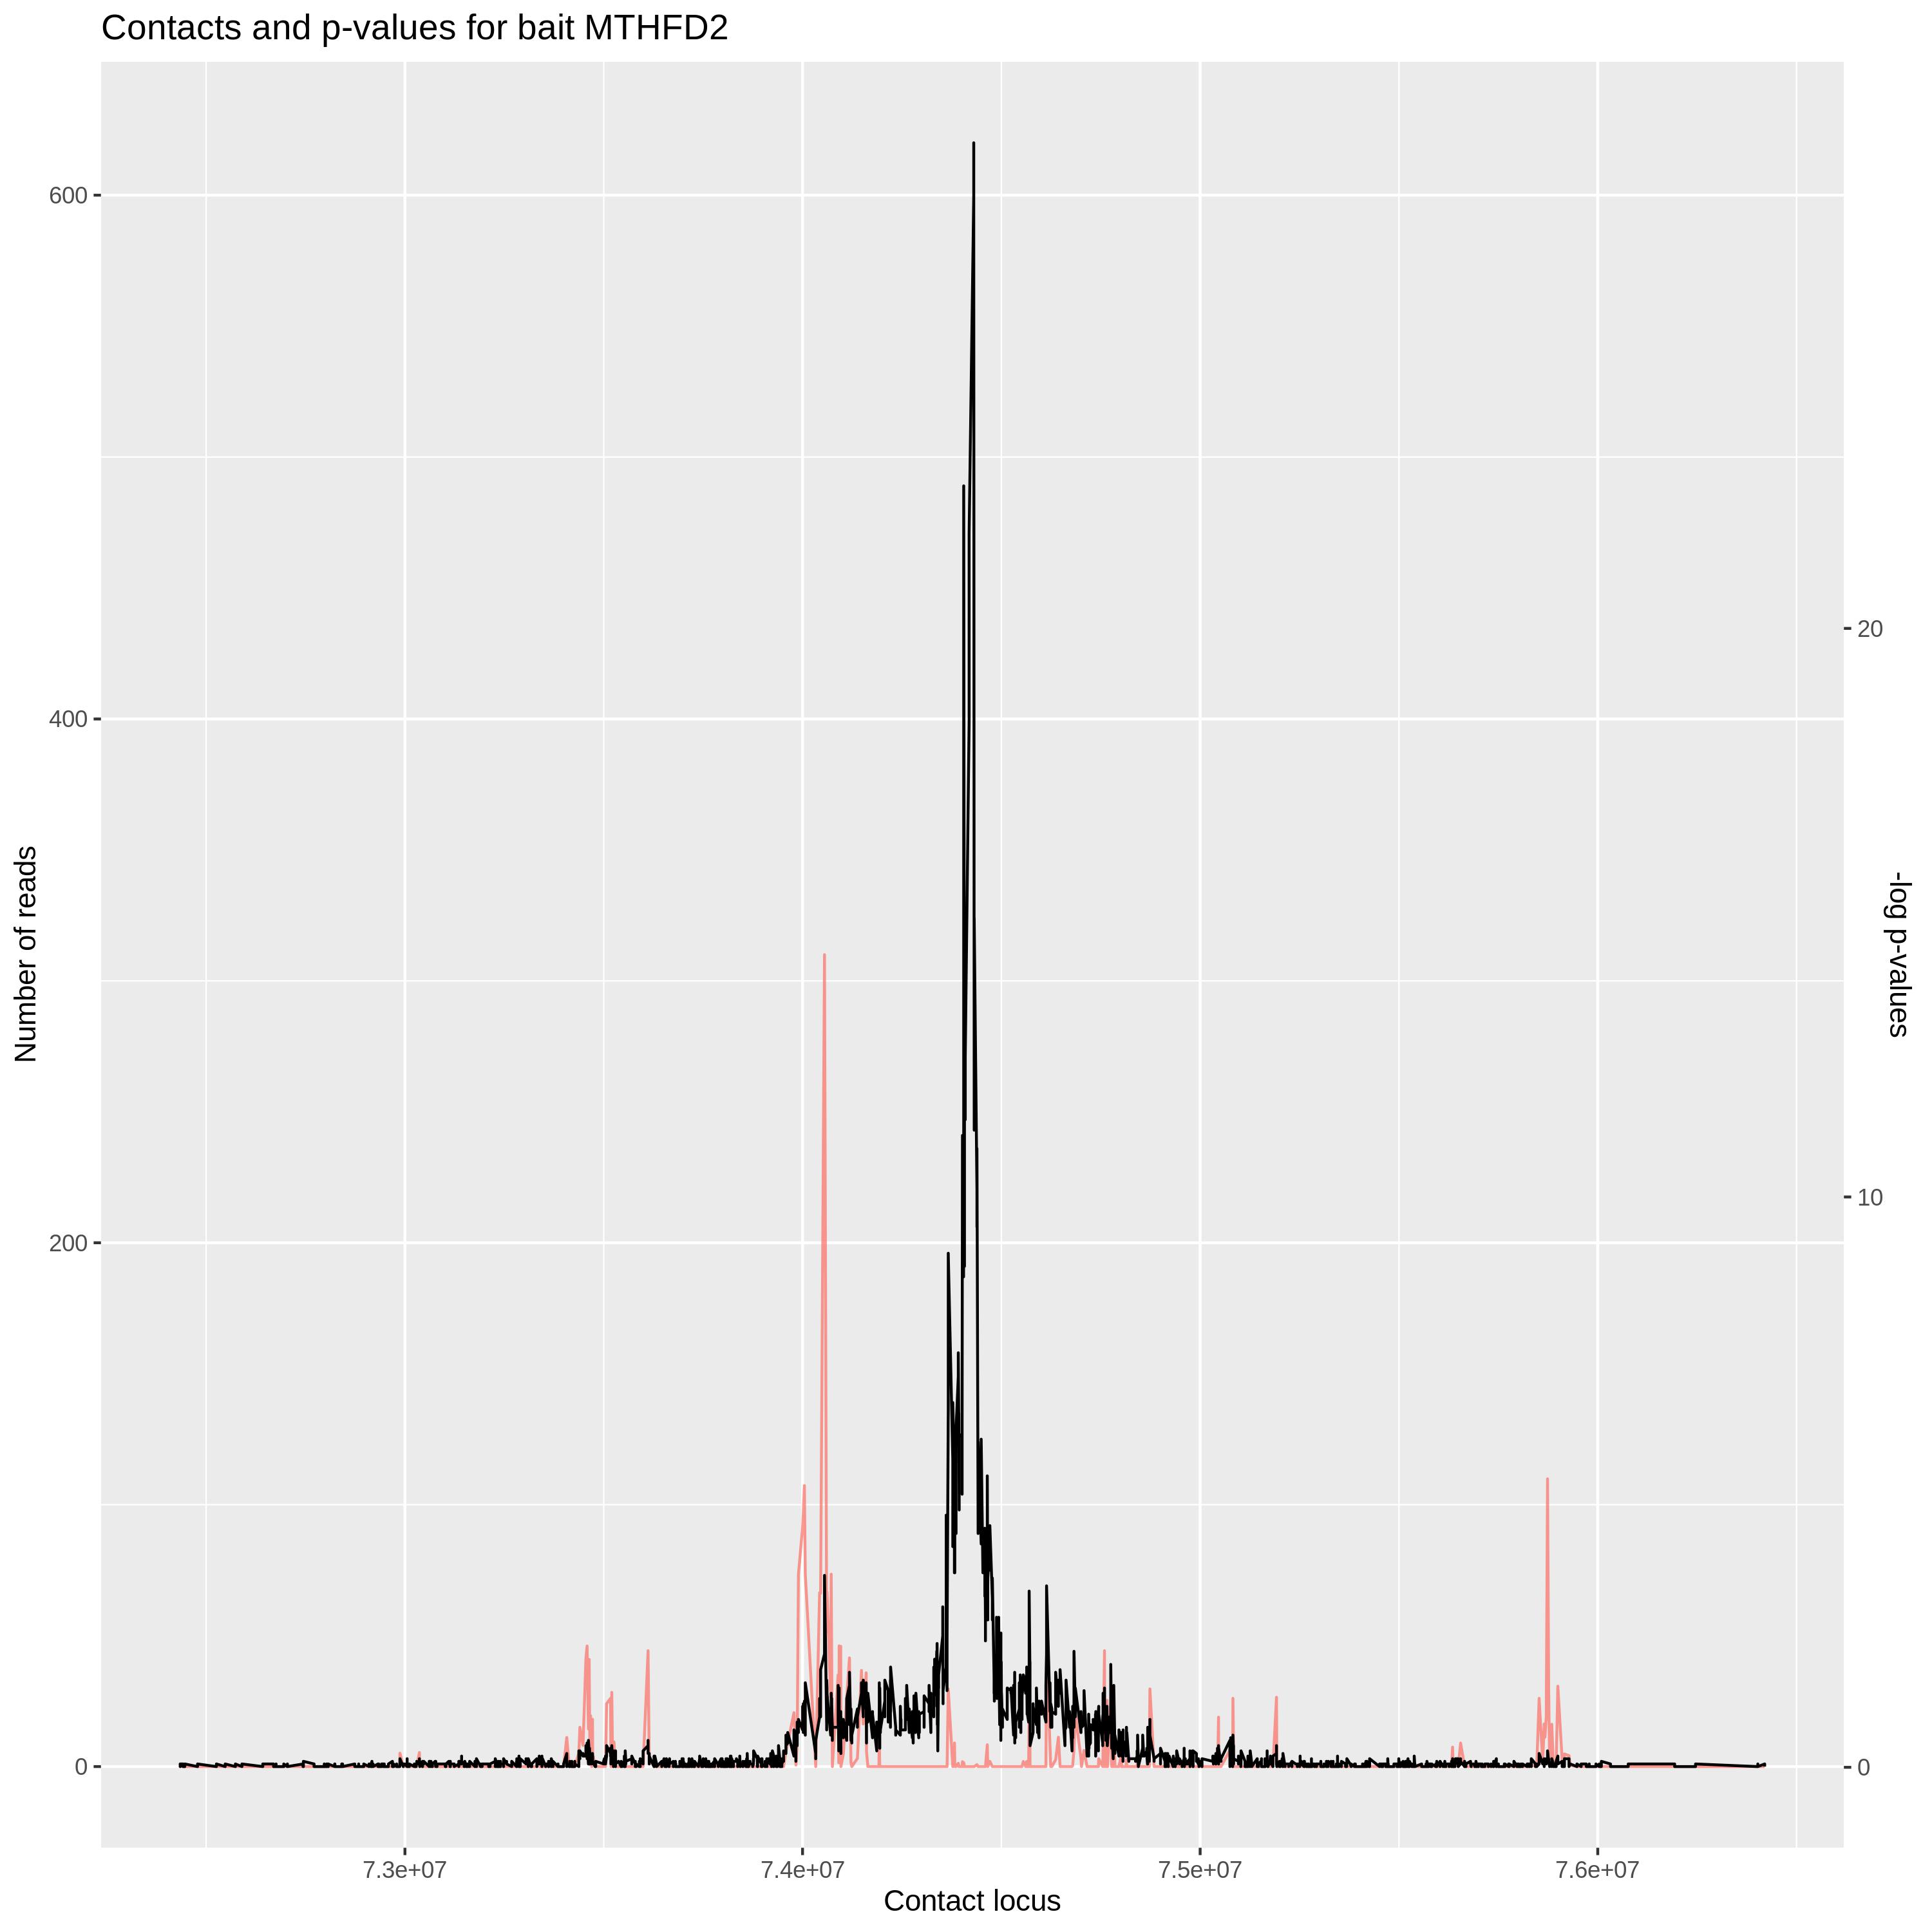 Contacts and p-values for bait MTHFD2
600
400
200
0
Number of reads
20
10
0
-log p-values
7.3e+07
7.4e+07
7.5e+07
7.6e+07
Contact locus